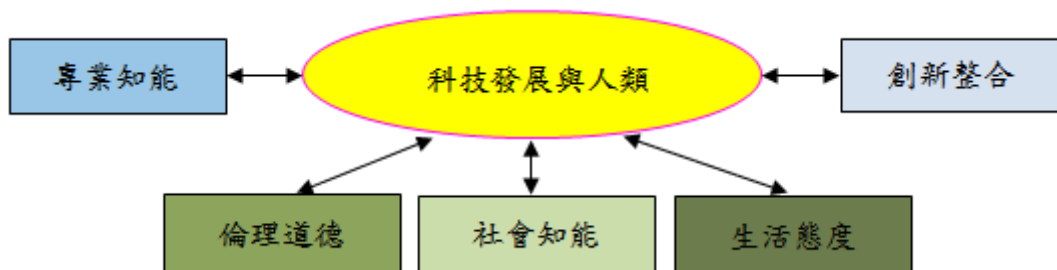 專業知能
科技發展與人類
創新整合
倫理道德
社會知能
生活態度